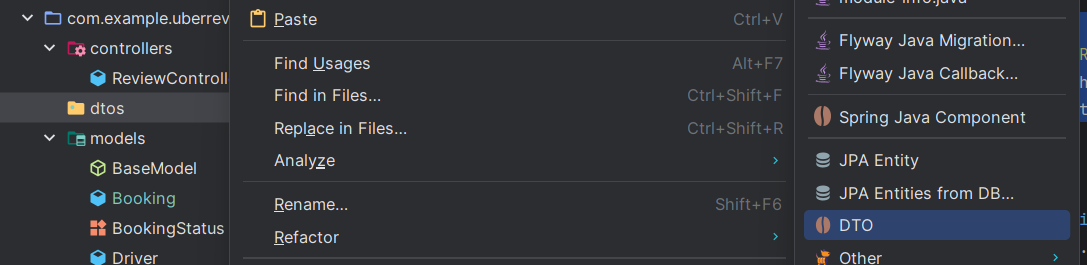 com.example.uberrev
controllers
ReviewControll
dtos
models
BaseModel
Booking
BookingStatus
Driver
Paste Ctrl+V
Find Usages Alt+F7
Find in Files... Ctrl+Shift+F
Replace in Files... Ctrl+Shift+R
Analyze
Rename... Shift+F6
Refactor
module-info.java
Flyway Java Migration...
Flyway Java Callback...
Spring Java Component
JPA Entity
JPA Entities from DB...
DTO
Other